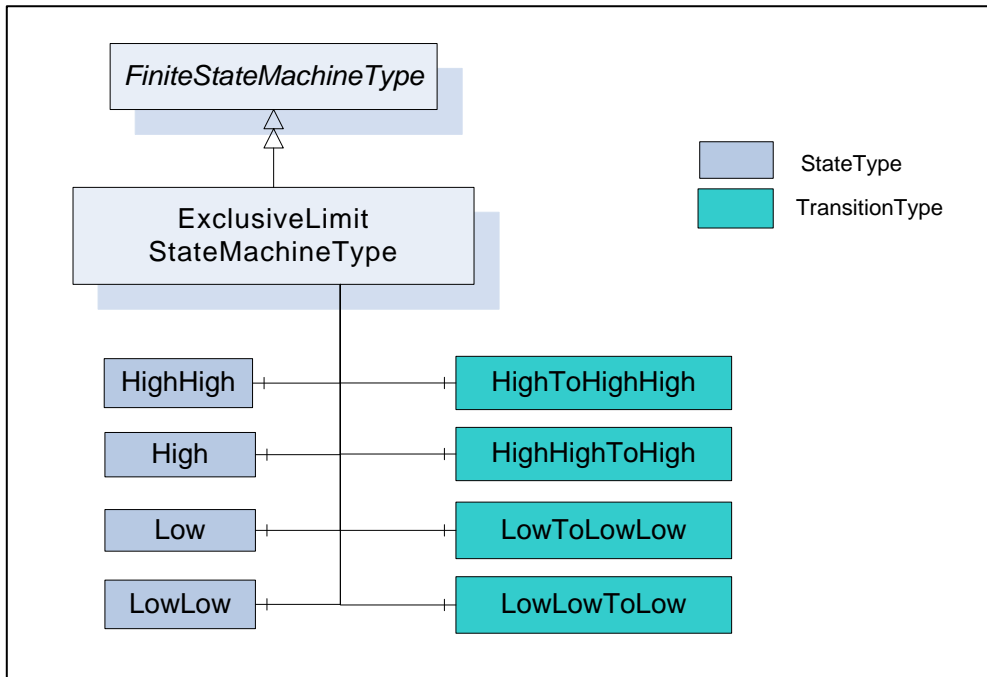 FiniteStateMachineType
ExclusiveLimit
StateMachineType
StateType
TransitionType
HighHigh
HighToHighHigh
High
HighHighToHigh
Low
LowToLowLow
LowLow
LowLowToLow